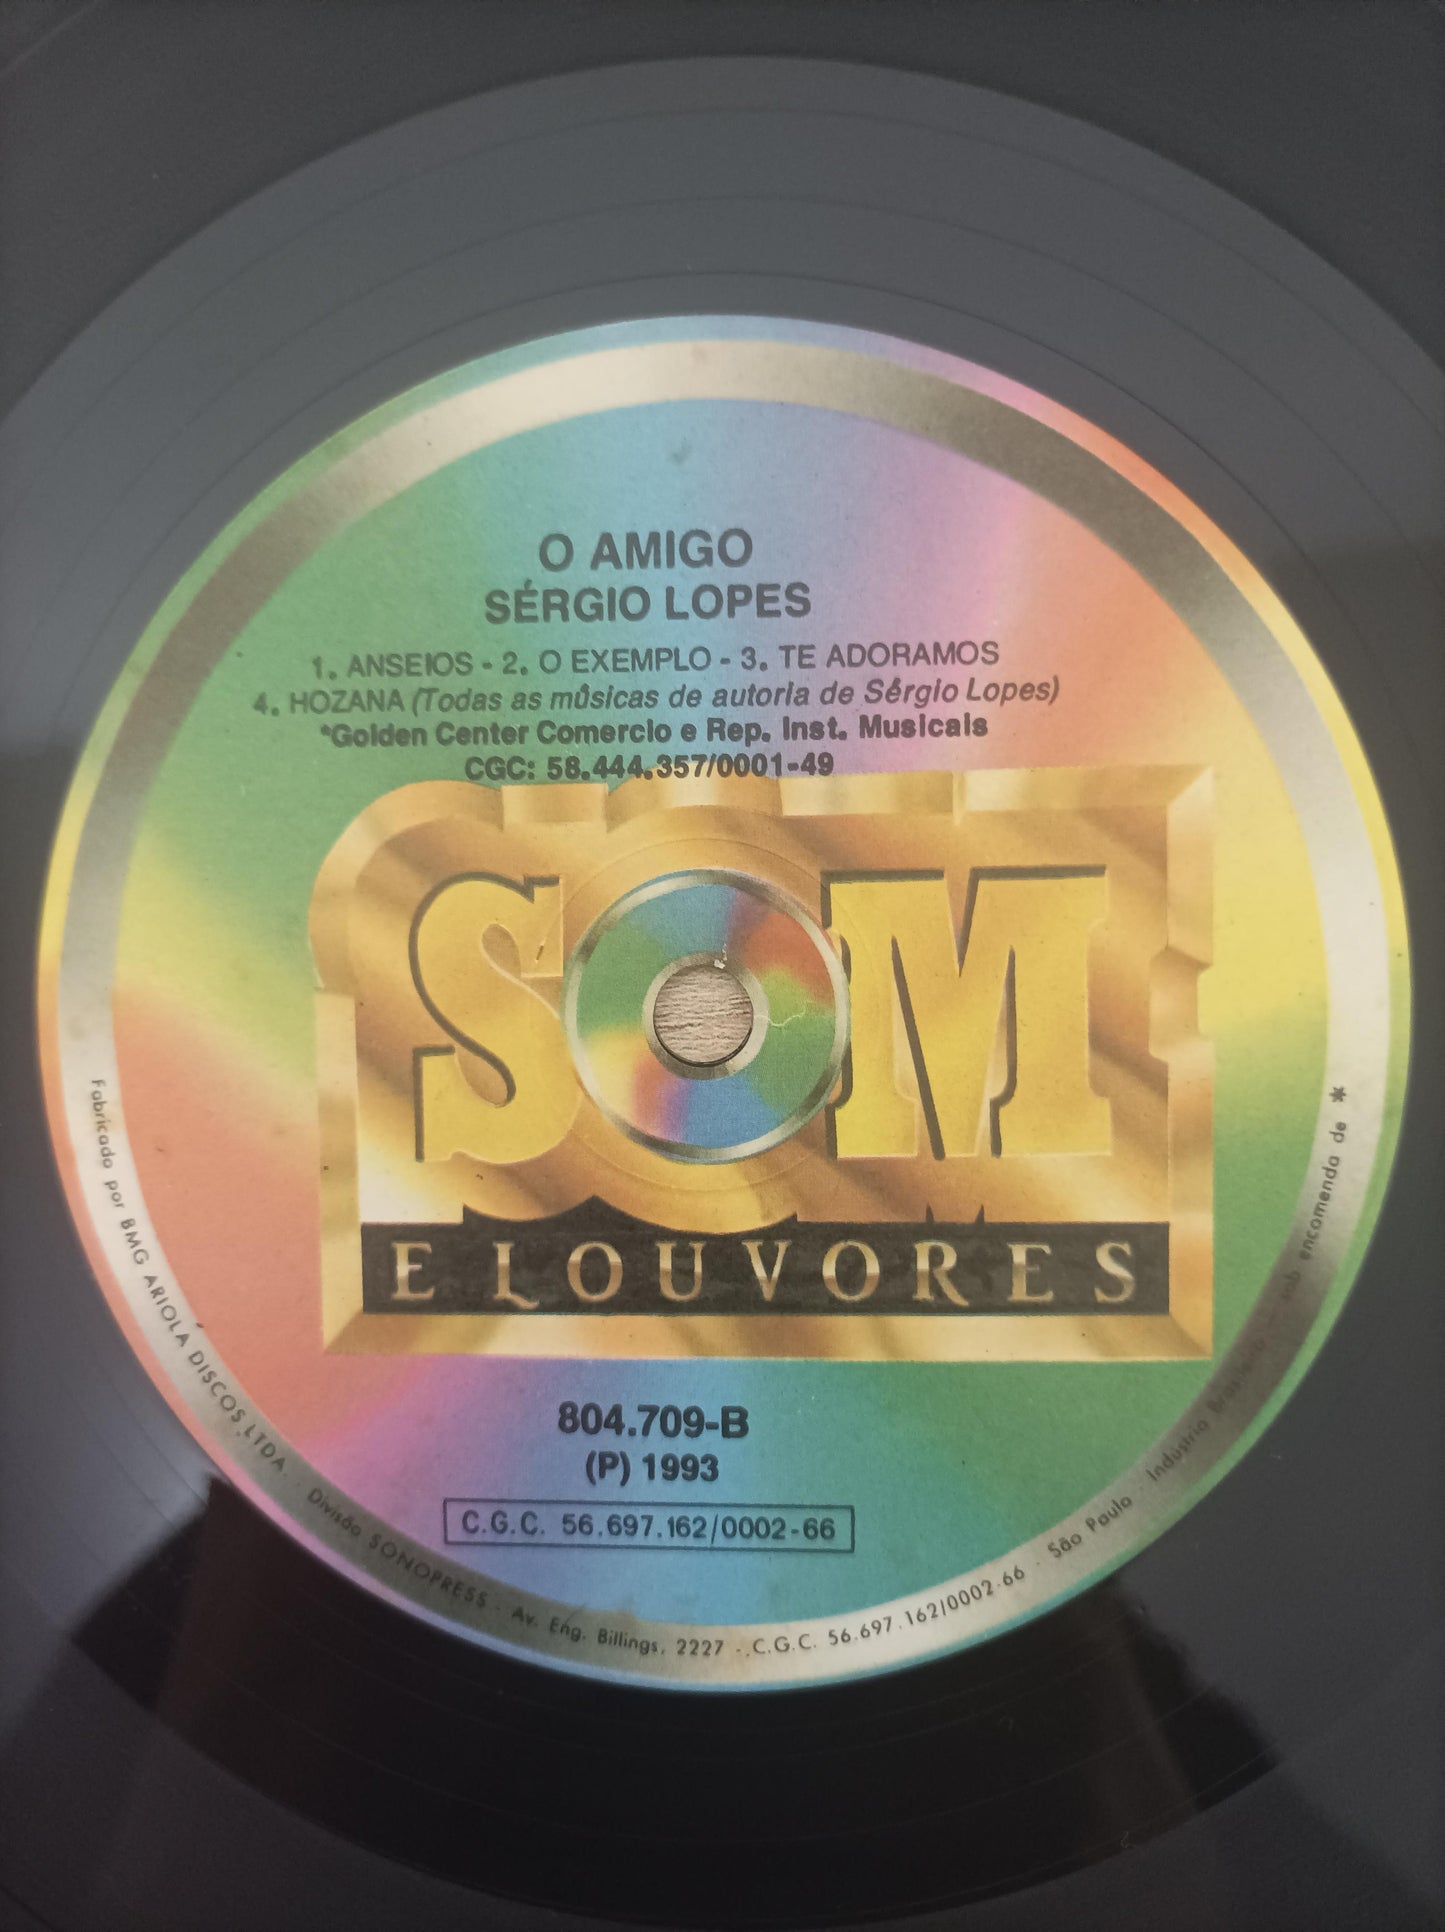 O AMIGO
SÉRGIO LOPES
1. ANSEIOS - 2. O EXEMPLO - 3. TE ADORAMOS
4. HOZANA (Todas as músicas de autoria de Sérgio Lopes)
*Golden Center Comercio e Rep. Inst. Musicais
CGC: 58.444.357/0001-49
SOM
E LOUVORES
804.709-B
(P) 1993
C.G.C. 56.697.162/0002-66
Fabricado por BMG ARIOLA DISCOS LTDA. - Divisão SONOPRESS - Av. Eng. Billings, 2227 - C.G.C. 56.697.162/0002-66 - São Paulo - Indústria Brasileira - sob encomenda de *